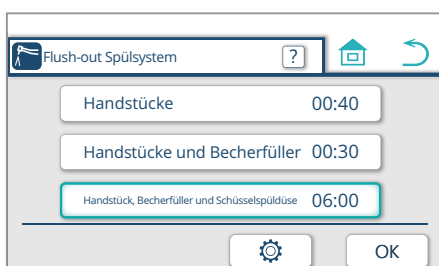 Flush-out Spülsystem ?
Handstücke 00:40
Handstücke und Becherfüller 00:30
Handstück, Becherfüller und Schüsselspüldüse 06:00
OK